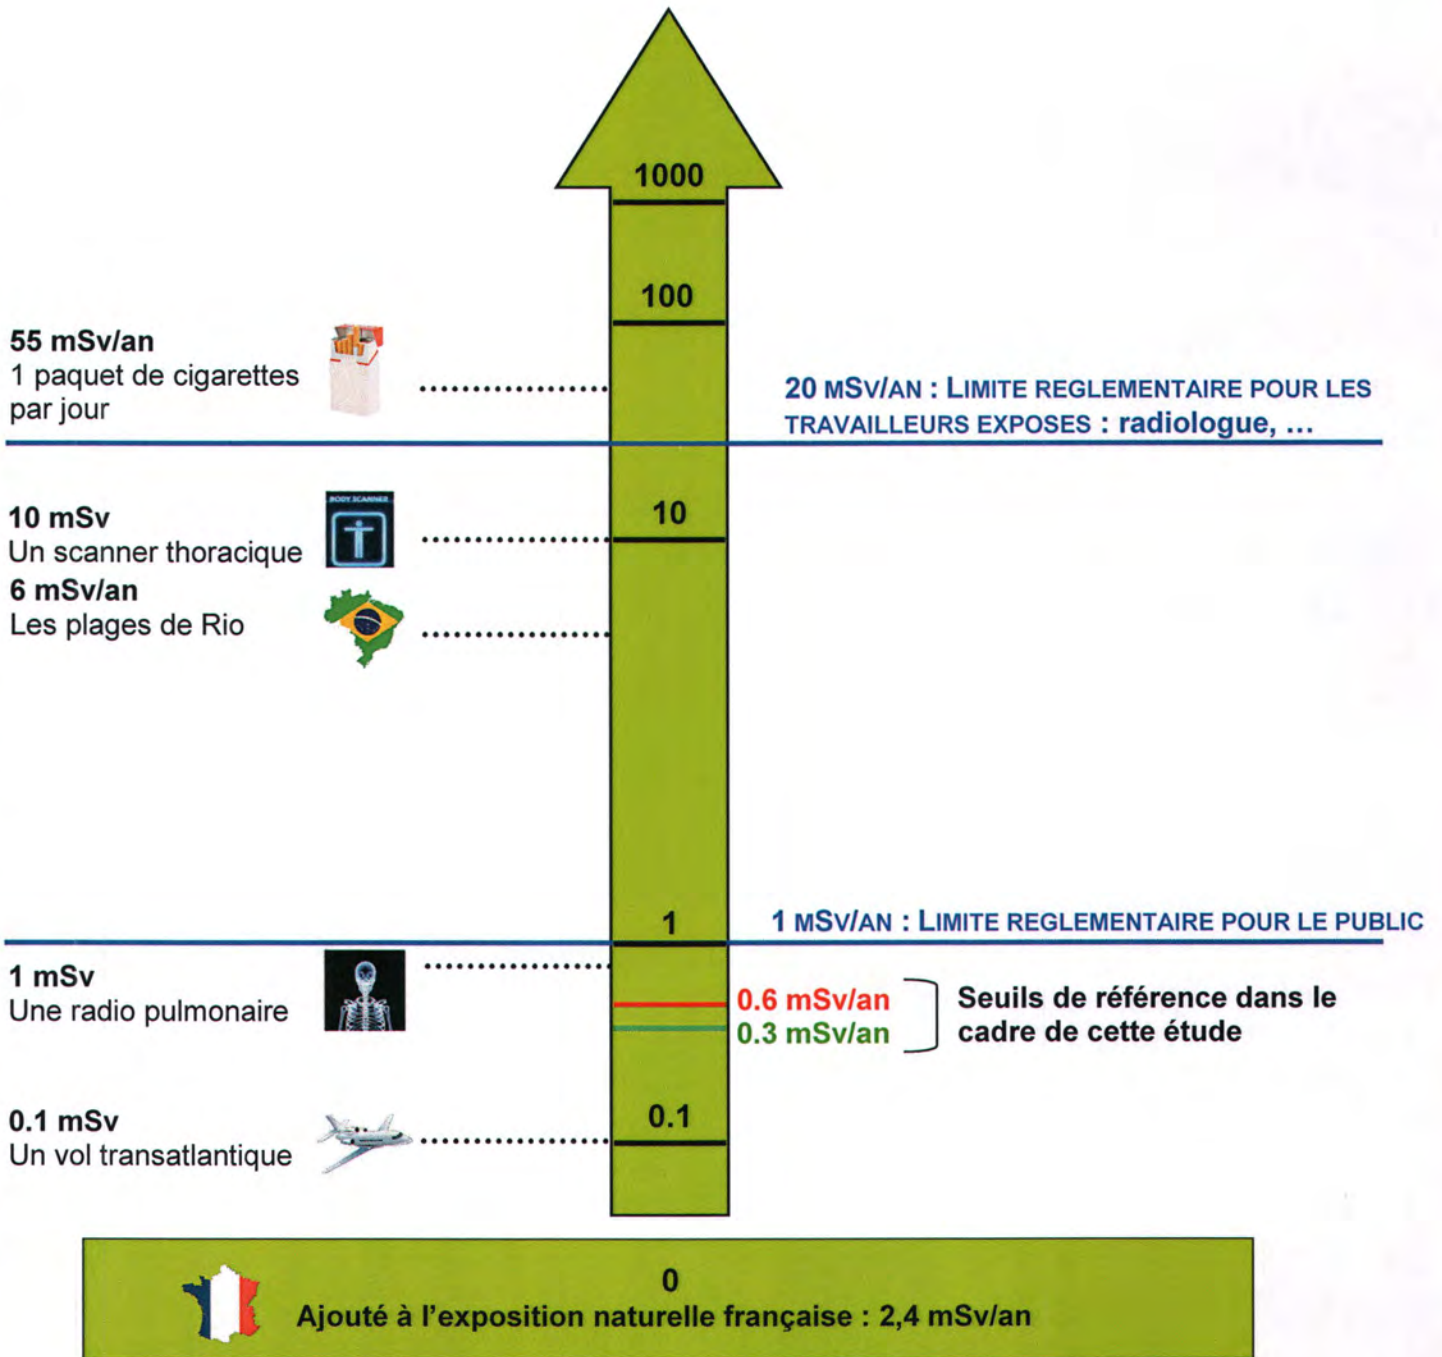 1000
100
55 mSv/an
1 paquet de cigarettes
par jour
20 MSV/AN : LIMITE REGLEMENTAIRE POUR LES
TRAVAILLEURS EXPOSES : radiologue, ...
BODY SCANNER
10 mSv
Un scanner thoracique
10
6 mSv/an
Les plages de Rio
1
1 MSV/AN : LIMITE REGLEMENTAIRE POUR LE PUBLIC
1 mSv
Une radio pulmonaire
0.6 mSv/an
0.3 mSv/an
Seuils de référence dans le
cadre de cette étude
0.1 mSv
Un vol transatlantique
0.1
0
Ajouté à l'exposition naturelle française : 2,4 mSv/an